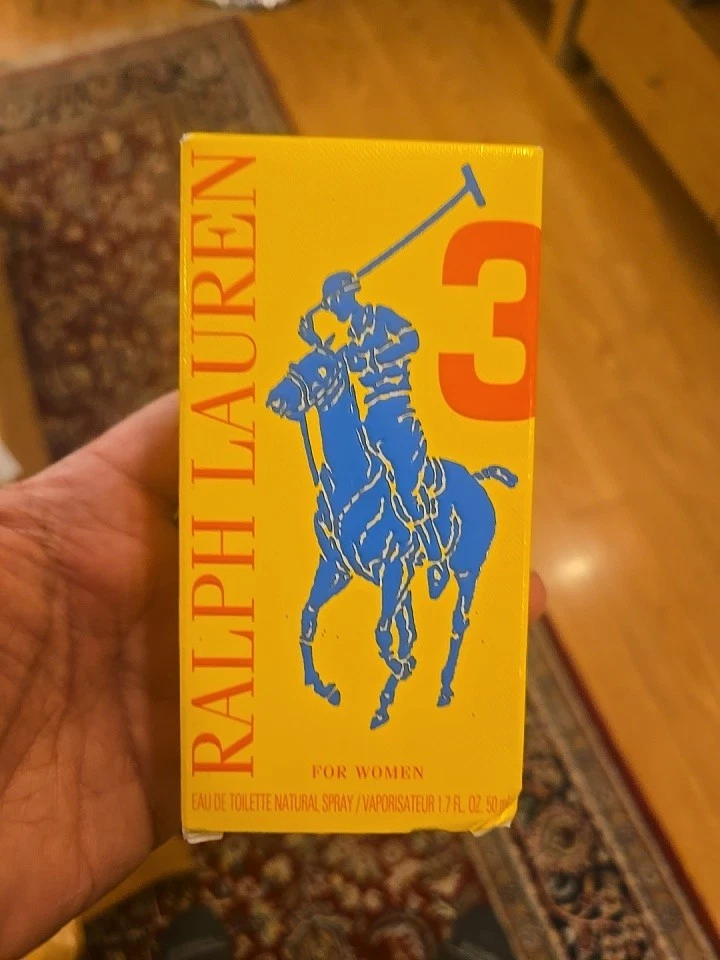 RALPH LAUREN
3
FOR WOMEN
EAU DE TOILETTE NATURAL SPRAY / VAPORISATEUR 1.7 FL. OZ. 50 ml